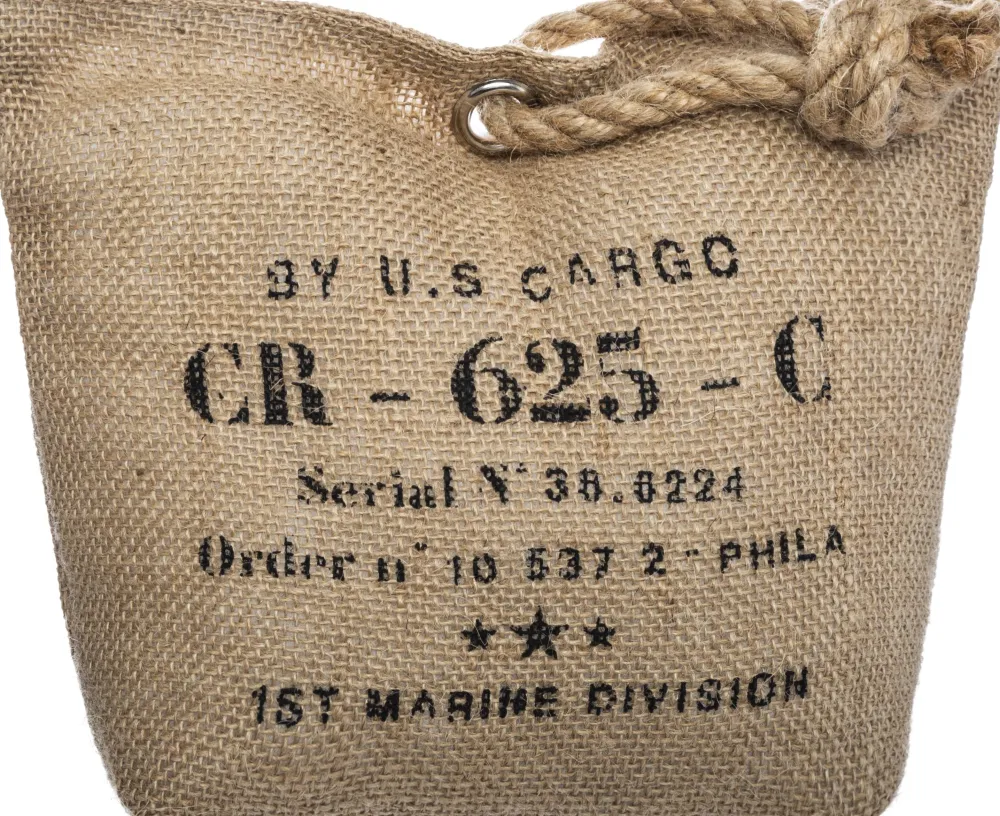 BY U.S CARGO
CR - 625 - C
Serial N° 38.6224
Order n° 10 537 2 - PHILA
1ST MARINE DIVISION